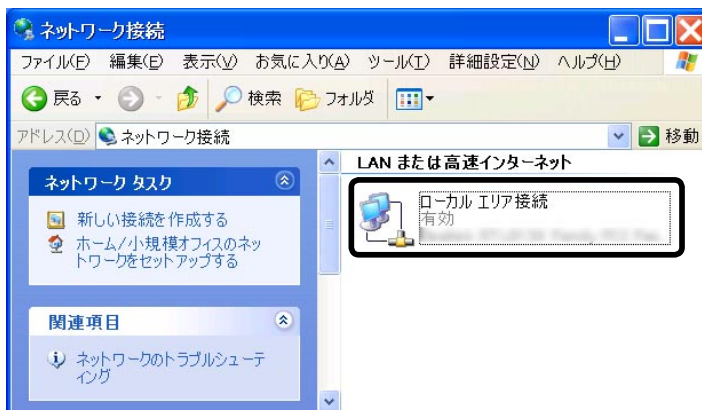 ネットワーク接続
ファイル(F) 編集(E) 表示(V) お気に入り(A) ツール(T) 詳細設定(N) ヘルプ(H)
戻る 検索 フォルダ
アドレス(D) ネットワーク接続 移動
ネットワーク タスク
新しい接続を作成する
ホーム/小規模オフィスのネッ
トワークをセットアップする
関連項目
ネットワークのトラブルシューテ
ィング
LAN または高速インターネット
ローカル エリア接続
有効